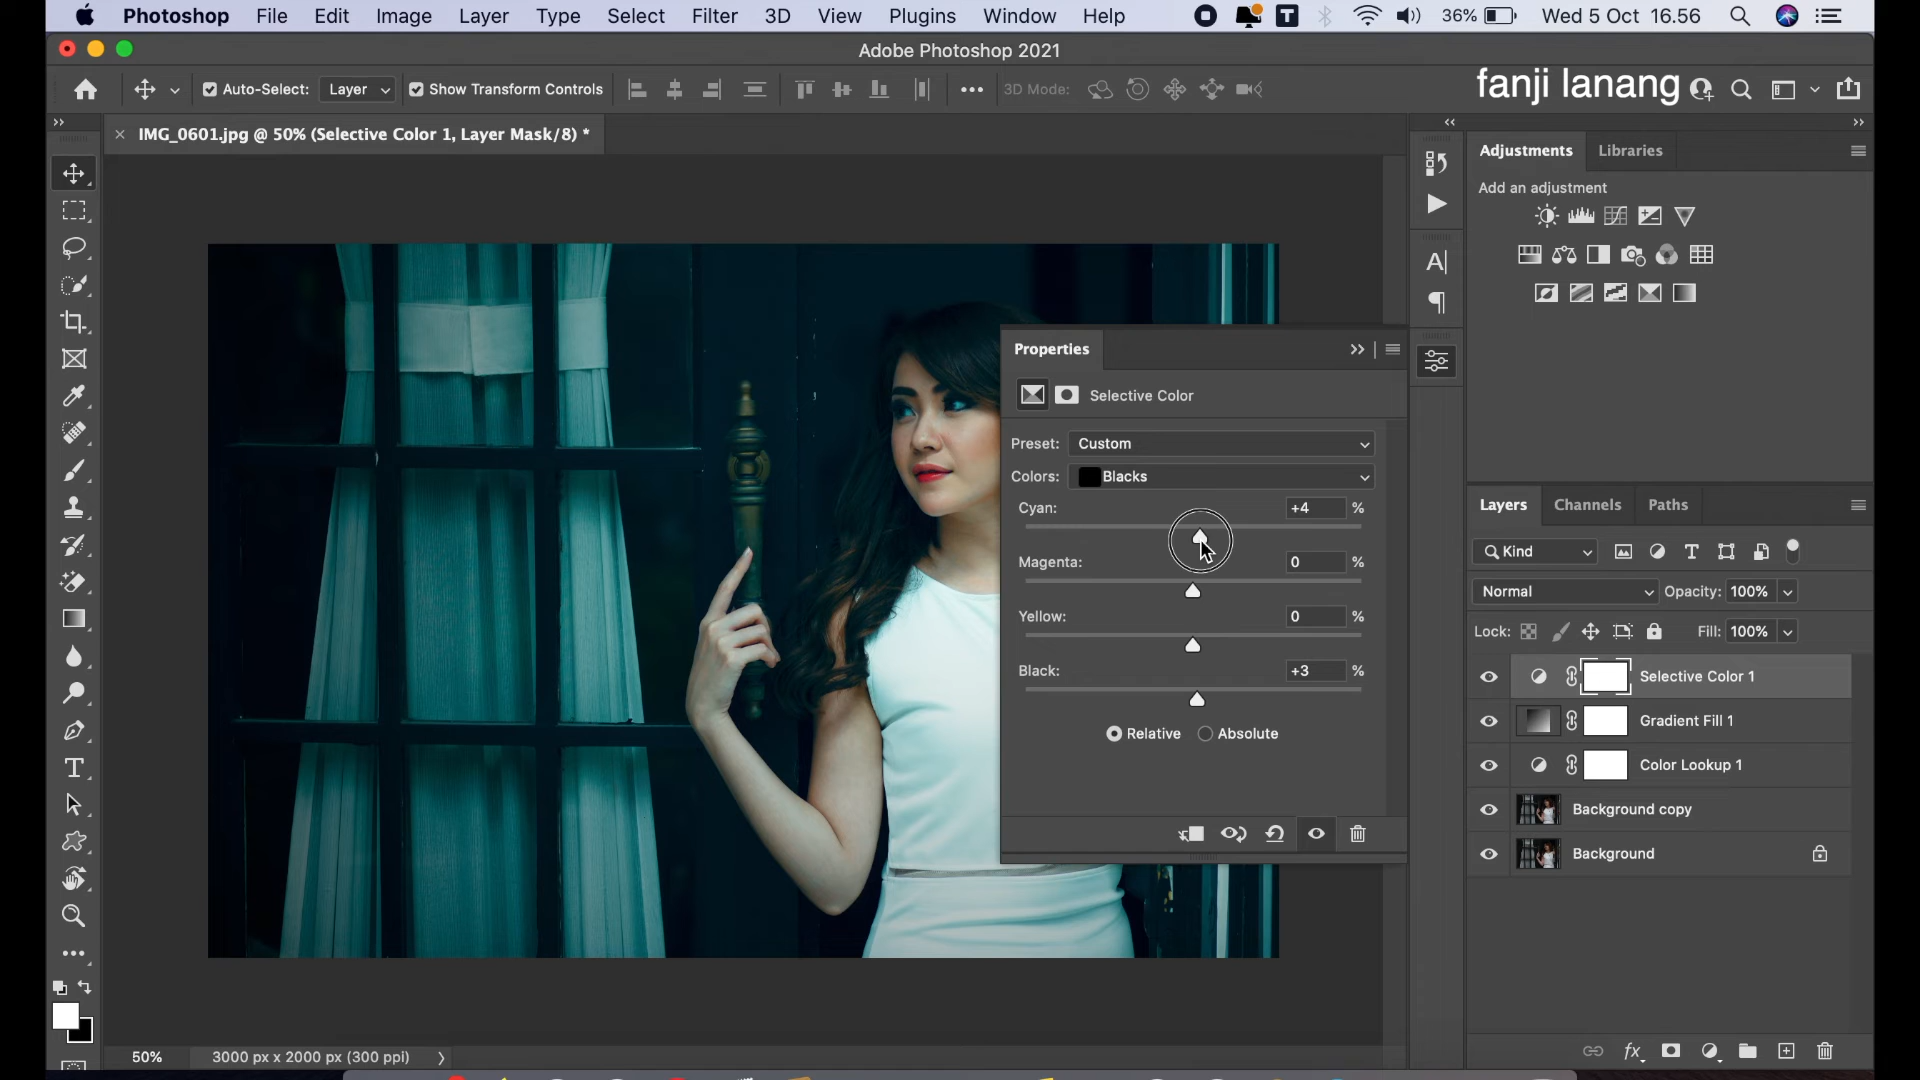 Photoshop File Edit Image Layer Type Select Filter 3D View Plugins Window Help T 36% Wed 5 Oct 16.56
Adobe Photoshop 2021
Auto-Select: Layer Show Transform Controls 3D Mode: fanji lanang
IMG_0601.jpg @ 50% (Selective Color 1, Layer Mask/8) *
Adjustments Libraries
Add an adjustment
Properties
Selective Color
Preset: Custom
Colors: Blacks
Cyan: +4 %
Magenta: 0 %
Yellow: 0 %
Black: +3 %
Relative Absolute
Layers Channels Paths
Kind
Normal Opacity: 100%
Lock: Fill: 100%
Selective Color 1
Gradient Fill 1
Color Lookup 1
Background copy
Background
50% 3000 px x 2000 px (300 ppi)
fx